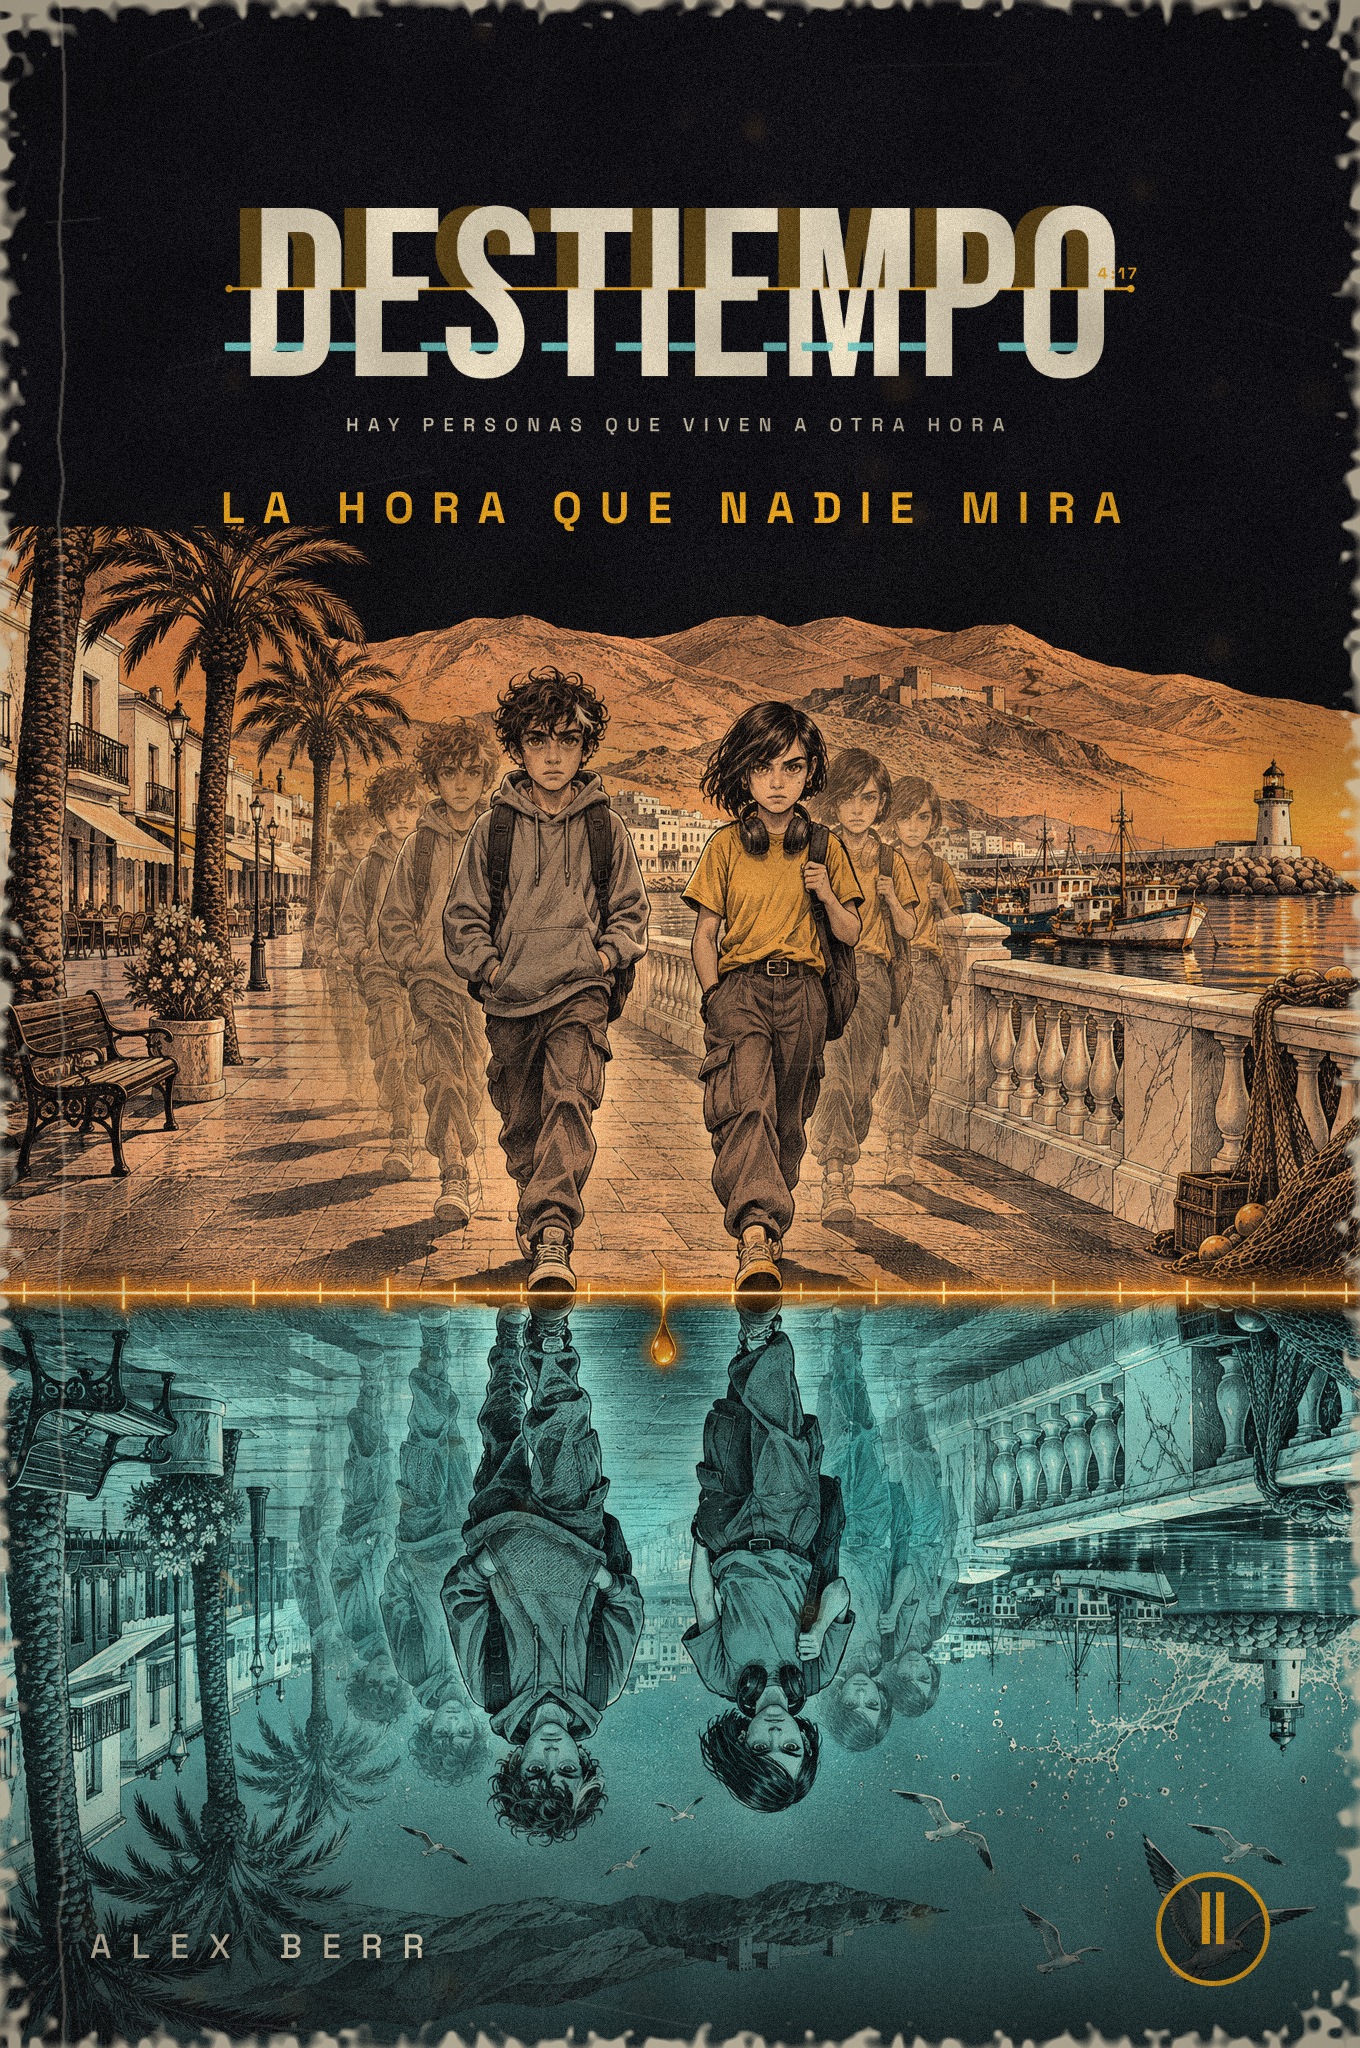 DESTIEMPO
4:17
HAY PERSONAS QUE VIVEN A OTRA HORA
LA HORA QUE NADIE MIRA
ALEX BERR
II